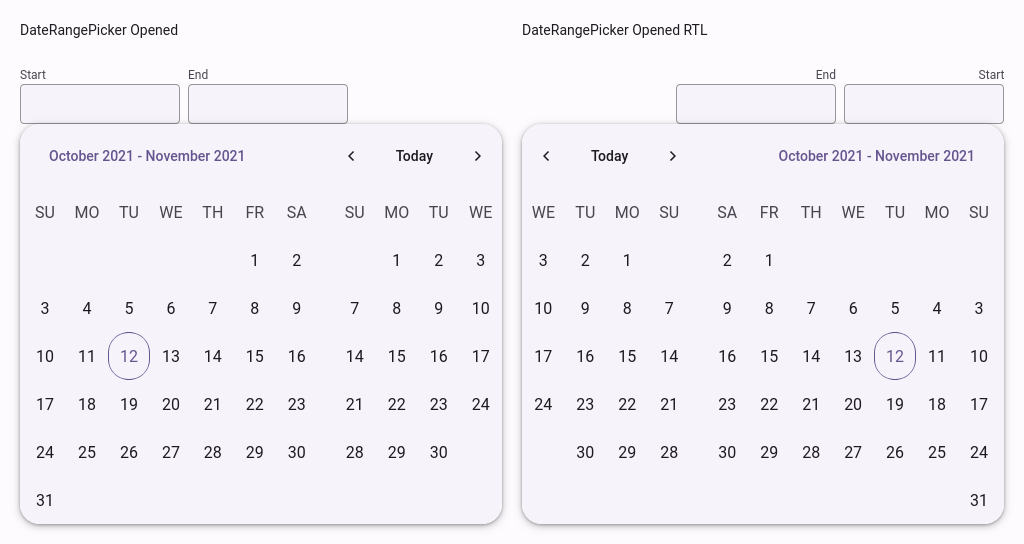 DateRangePicker Opened
Start End
October 2021 - November 2021 Today
SU MO TU WE TH FR SA SU MO TU WE
1 2 1 2 3
3 4 5 6 7 8 9 7 8 9 10
10 11 12 13 14 15 16 14 15 16 17
17 18 19 20 21 22 23 21 22 23 24
24 25 26 27 28 29 30 28 29 30
31
DateRangePicker Opened RTL
End Start
Today October 2021 - November 2021
WE TU MO SU SA FR TH WE TU MO SU
3 2 1 2 1
10 9 8 7 9 8 7 6 5 4 3
17 16 15 14 16 15 14 13 12 11 10
24 23 22 21 23 22 21 20 19 18 17
30 29 28 30 29 28 27 26 25 24
31